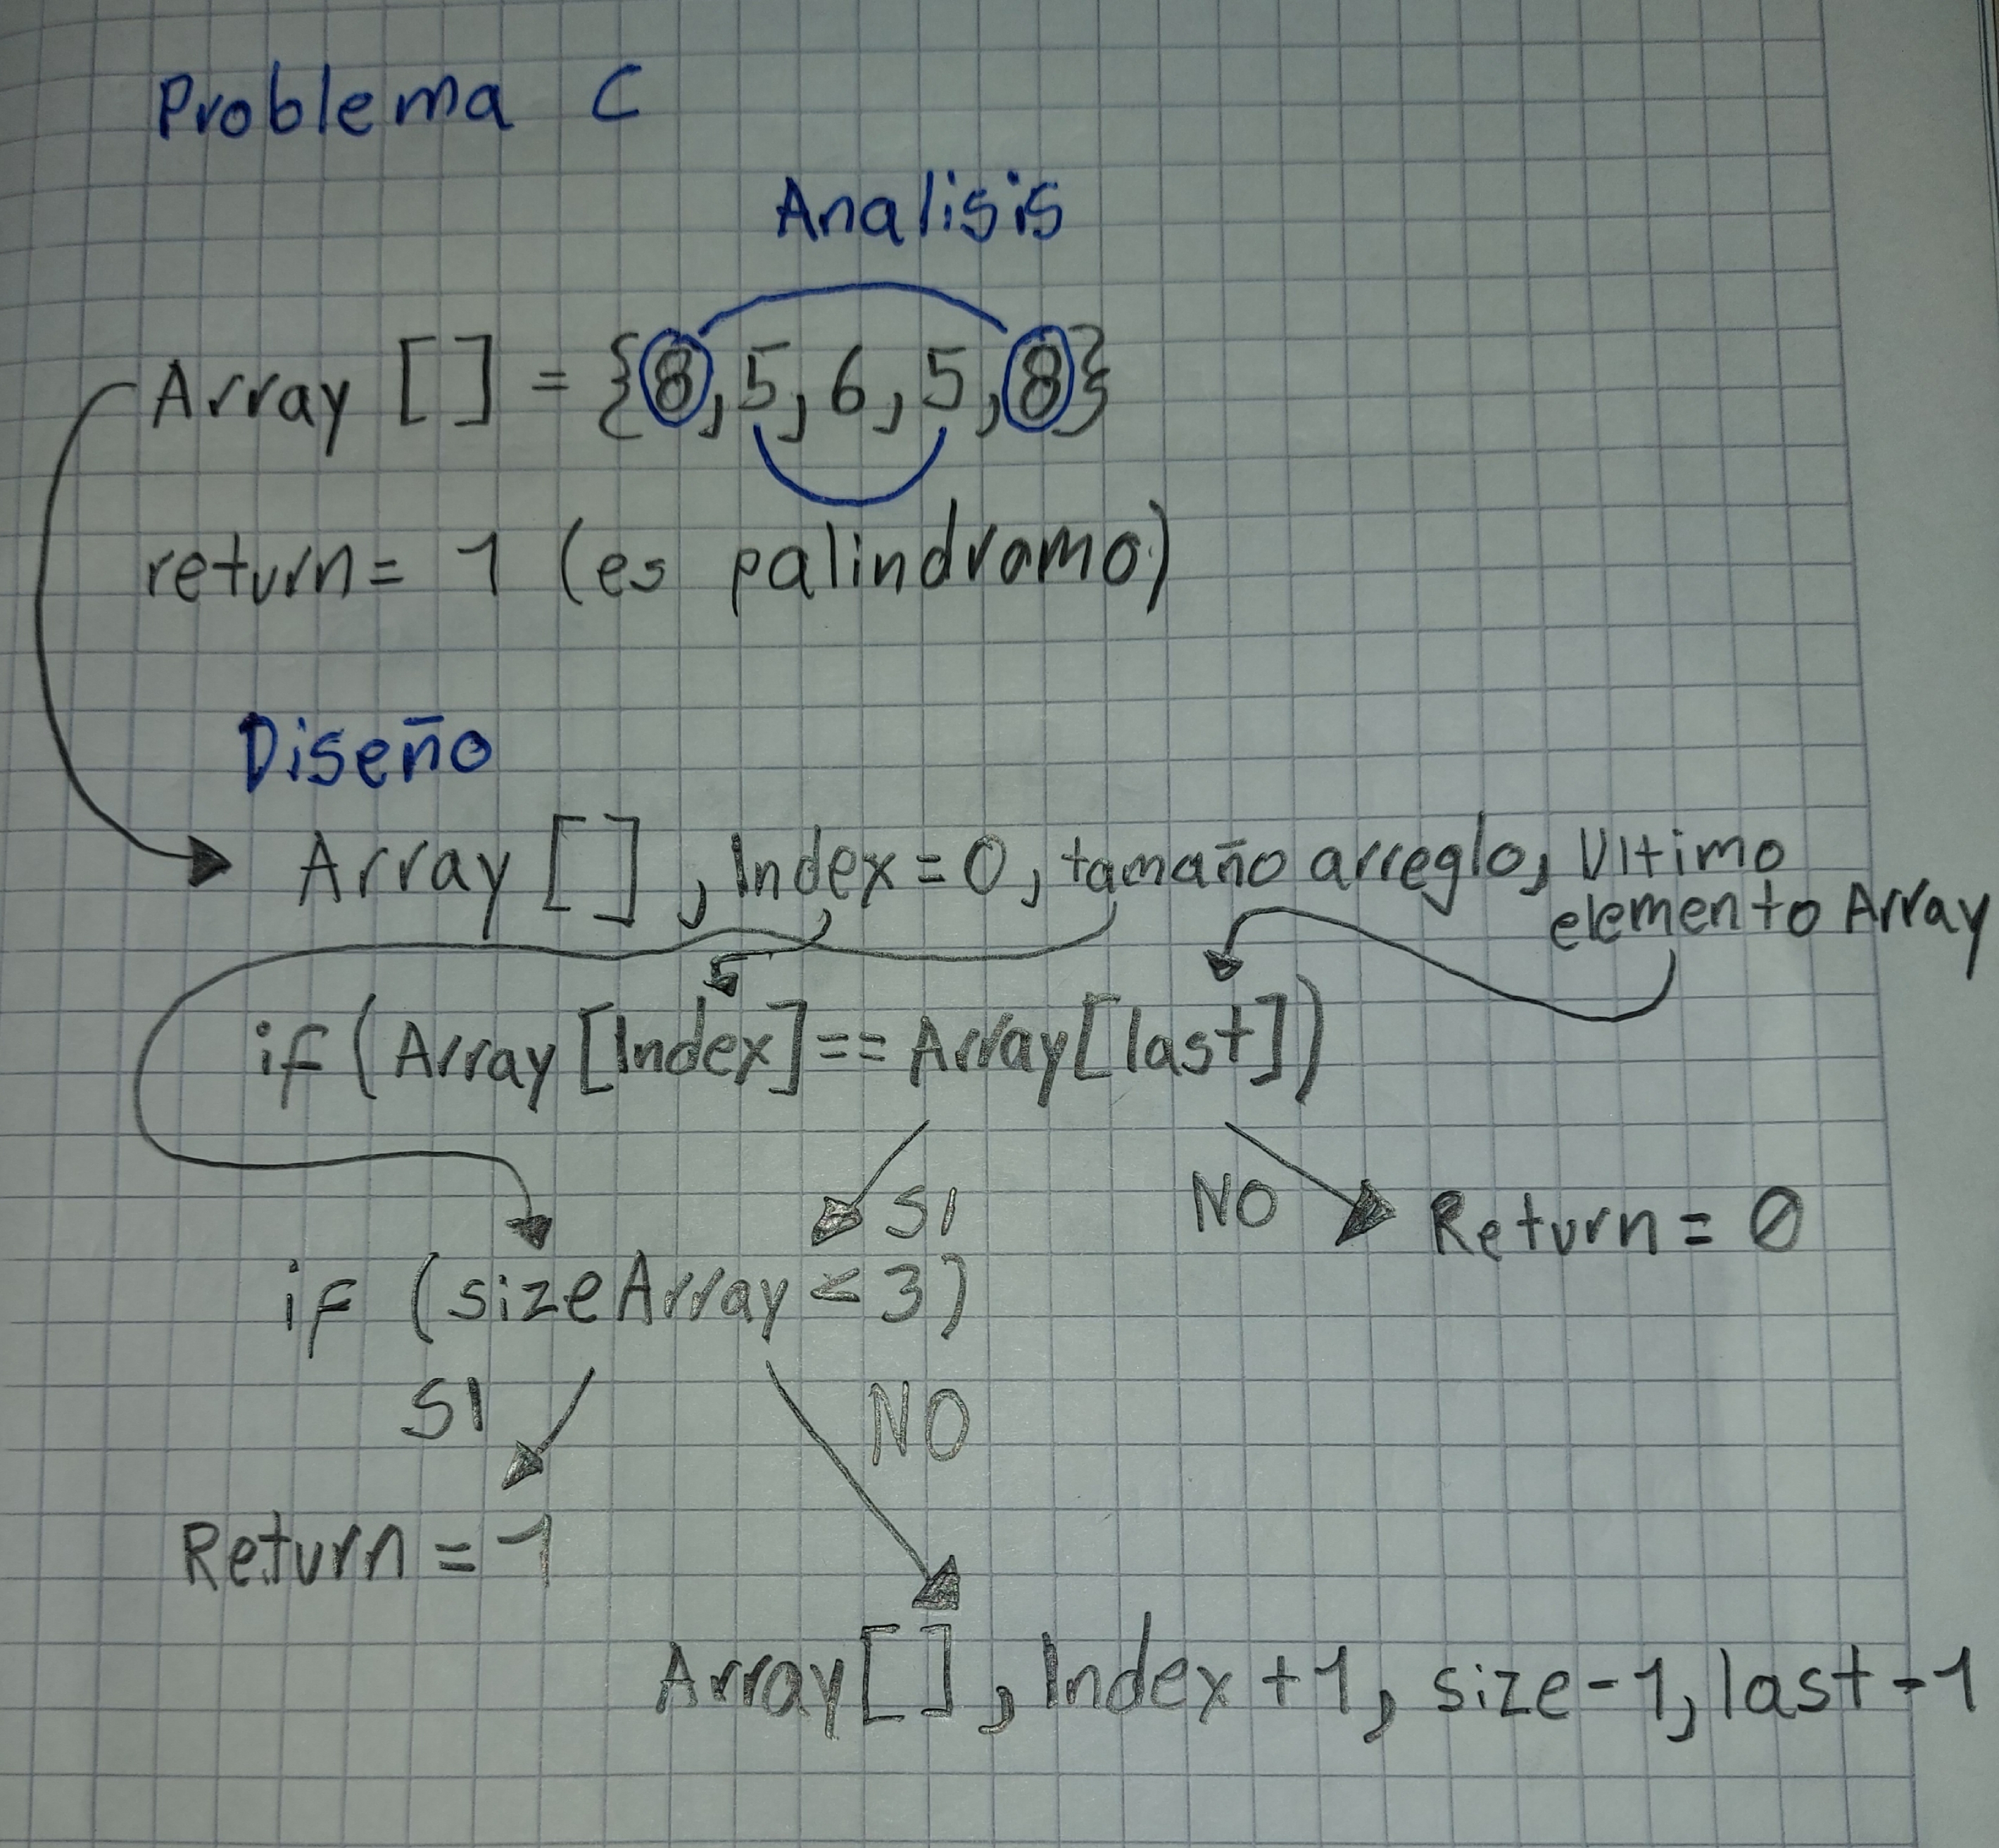 Problema C
Analisis
Array [] = {8,5,6,5,8}
return= 1 (es palindromo)
Diseño
Array [], Index=0, tamaño arreglo, Ultimo
elemento Array
if(Array[Index]==Array[last])
SI
NO
Return = 0
if (sizeArray < 3)
SI
NO
Return = 1
Array[], Index +1, size-1, last-1